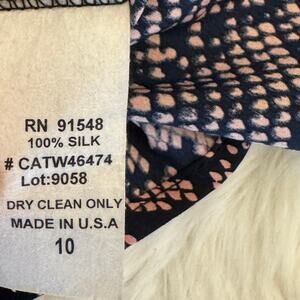 RN 91548
100% SILK
# CATW46474
Lot:9058
DRY CLEAN ONLY
MADE IN U.S.A
10